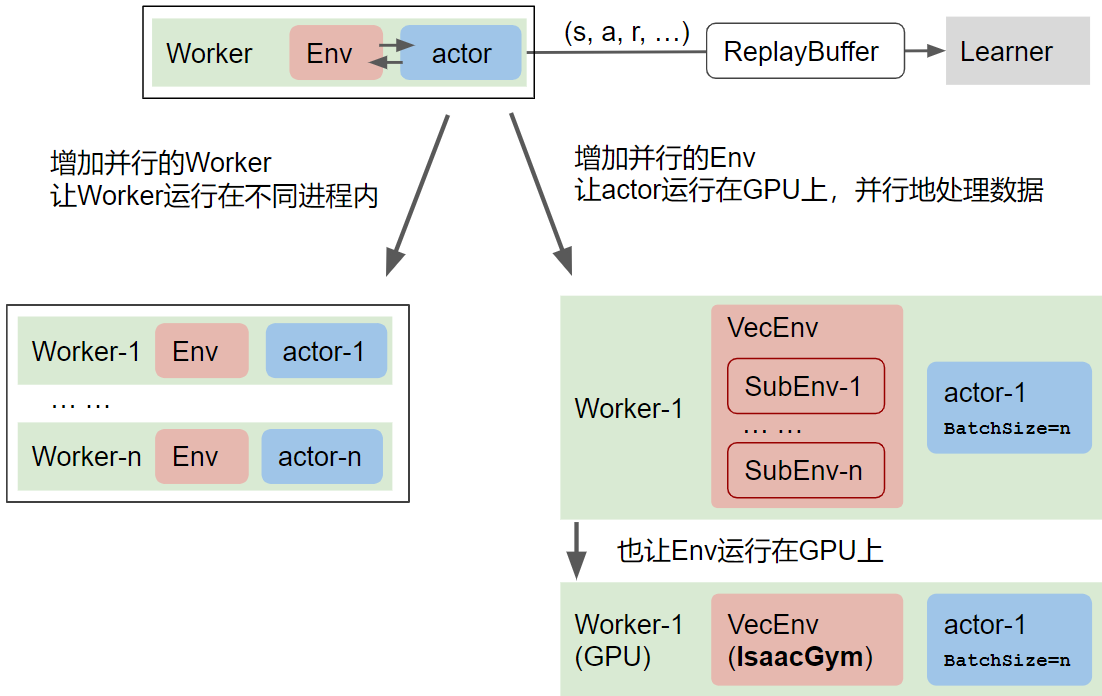 Worker Env actor (s, a, r, …) ReplayBuffer Learner
增加并行的Worker
让Worker运行在不同进程内
增加并行的Env
让actor运行在GPU上，并行地处理数据
Worker-1 Env actor-1
… …
Worker-n Env actor-n
Worker-1
VecEnv
SubEnv-1
… …
SubEnv-n
actor-1
BatchSize=n
也让Env运行在GPU上
Worker-1
(GPU)
VecEnv
(IsaacGym)
actor-1
BatchSize=n